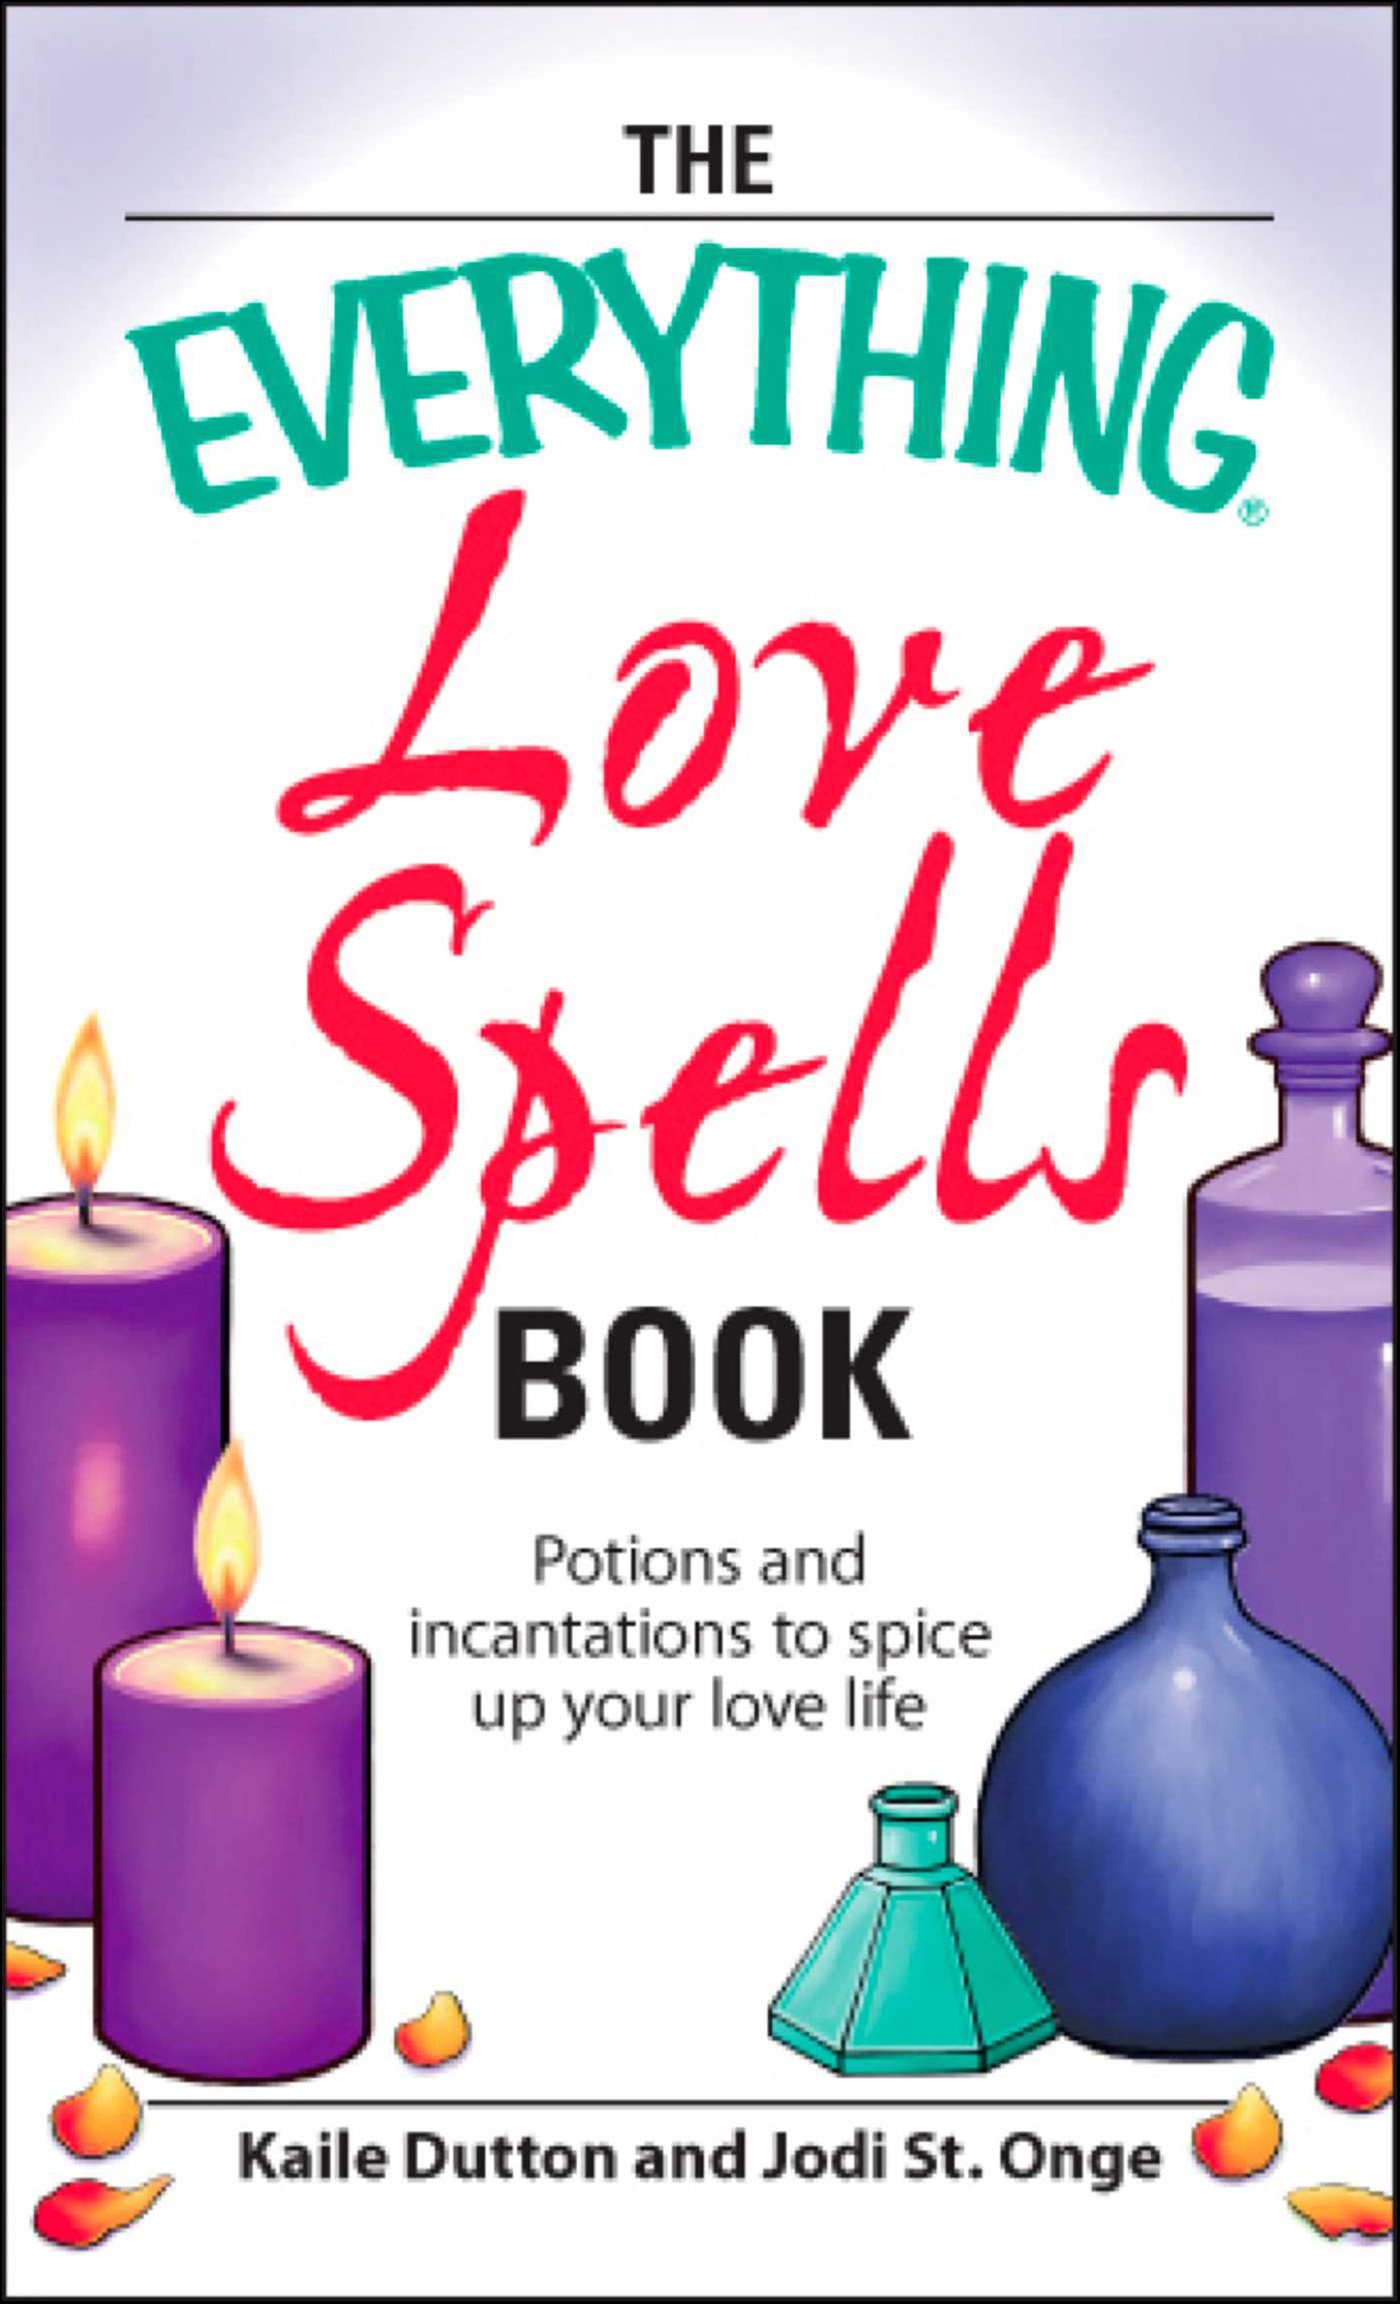 THE
EVERYTHING®
Love
Spells
BOOK
Potions and
incantations to spice
up your love life
Kaile Dutton and Jodi St. Onge